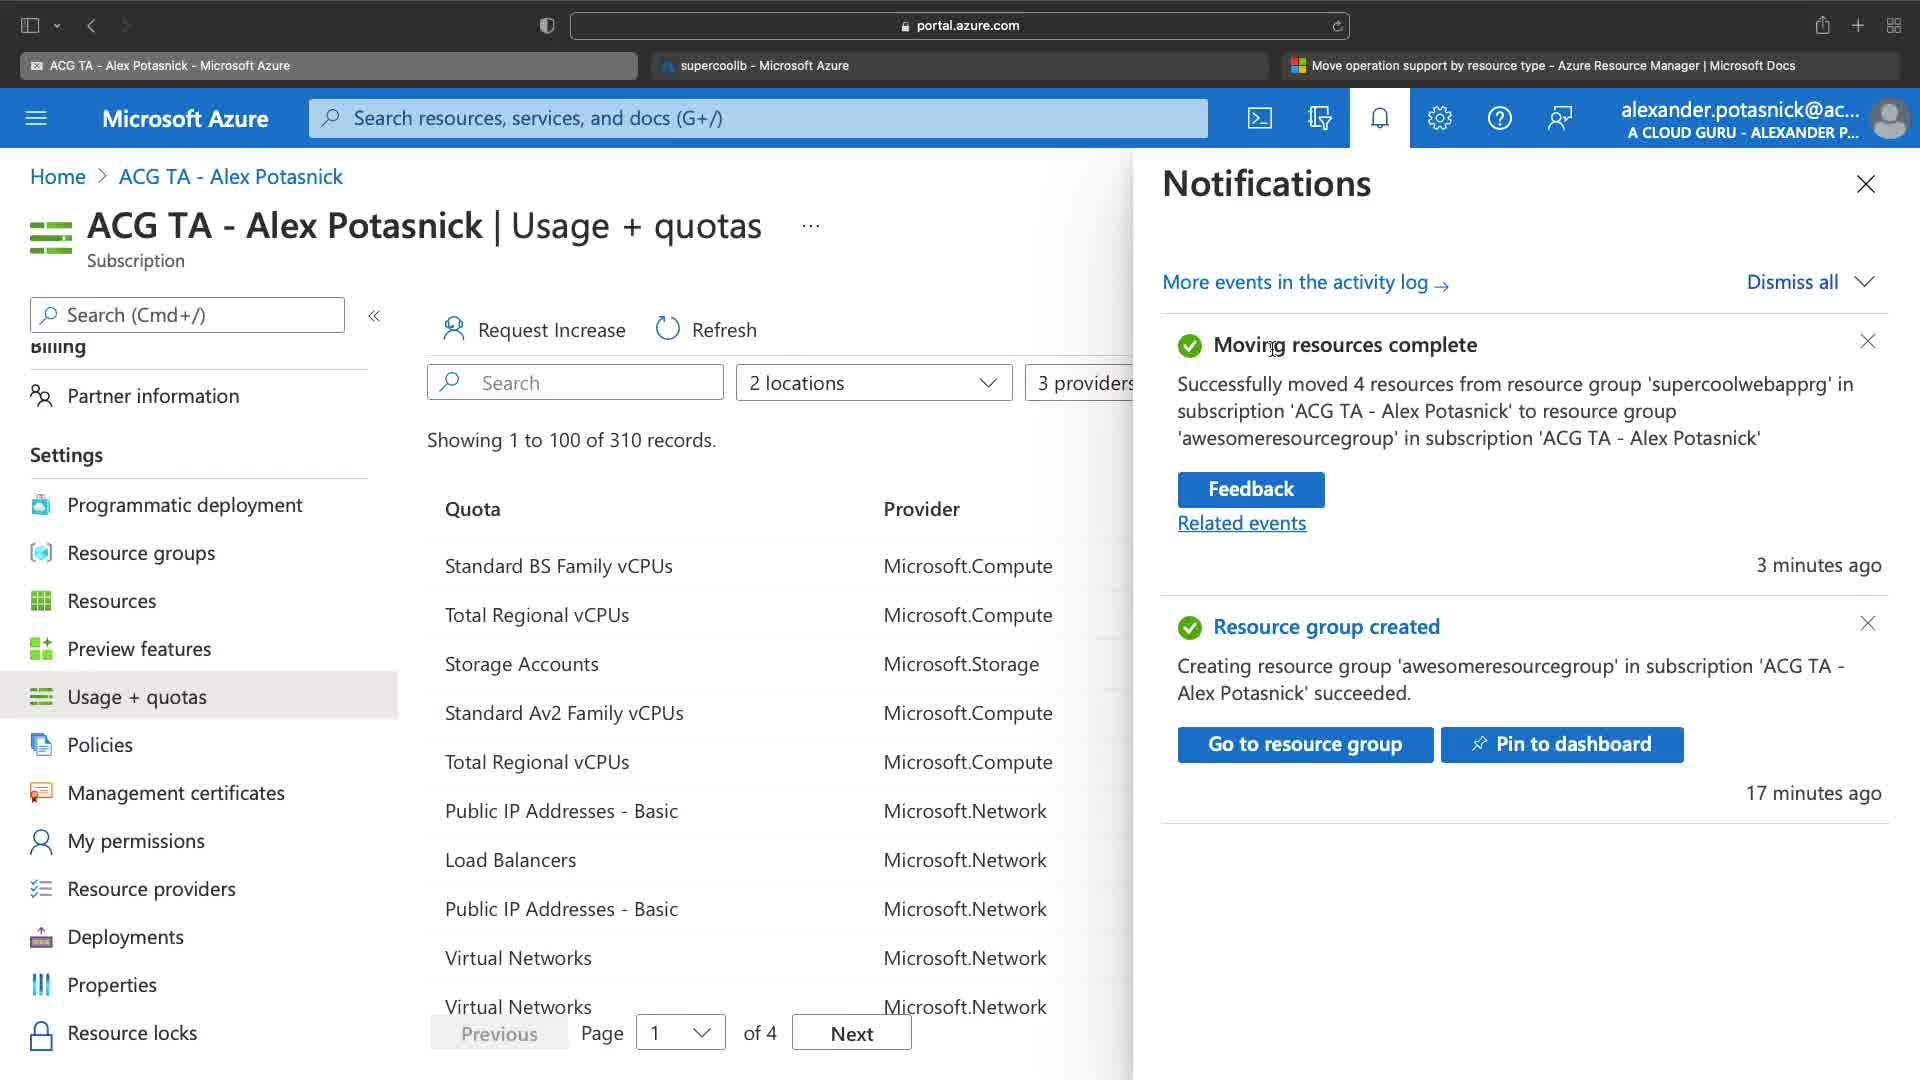 portal.azure.com
ACG TA - Alex Potasnick - Microsoft Azure
supercoollb - Microsoft Azure
Move operation support by resource type - Azure Resource Manager | Microsoft Docs
Microsoft Azure
Search resources, services, and docs (G+/)
alexander.potasnick@ac...
A CLOUD GURU - ALEXANDER P...
Home > ACG TA - Alex Potasnick
ACG TA - Alex Potasnick | Usage + quotas ...
Subscription
Search (Cmd+/)
«
Billing
Partner information
Settings
Programmatic deployment
Resource groups
Resources
Preview features
Usage + quotas
Policies
Management certificates
My permissions
Resource providers
Deployments
Properties
Resource locks
Request Increase
Refresh
Search
2 locations
3 providers
Showing 1 to 100 of 310 records.
Quota Provider
Standard BS Family vCPUs Microsoft.Compute
Total Regional vCPUs Microsoft.Compute
Storage Accounts Microsoft.Storage
Standard Av2 Family vCPUs Microsoft.Compute
Total Regional vCPUs Microsoft.Compute
Public IP Addresses - Basic Microsoft.Network
Load Balancers Microsoft.Network
Public IP Addresses - Basic Microsoft.Network
Virtual Networks Microsoft.Network
Virtual Networks Microsoft.Network
Previous Page 1 of 4 Next
Notifications
More events in the activity log →
Dismiss all
Moving resources complete
Successfully moved 4 resources from resource group 'supercoolwebapprg' in
subscription 'ACG TA - Alex Potasnick' to resource group
'awesomeresourcegroup' in subscription 'ACG TA - Alex Potasnick'
Feedback
Related events
3 minutes ago
Resource group created
Creating resource group 'awesomeresourcegroup' in subscription 'ACG TA -
Alex Potasnick' succeeded.
Go to resource group
Pin to dashboard
17 minutes ago